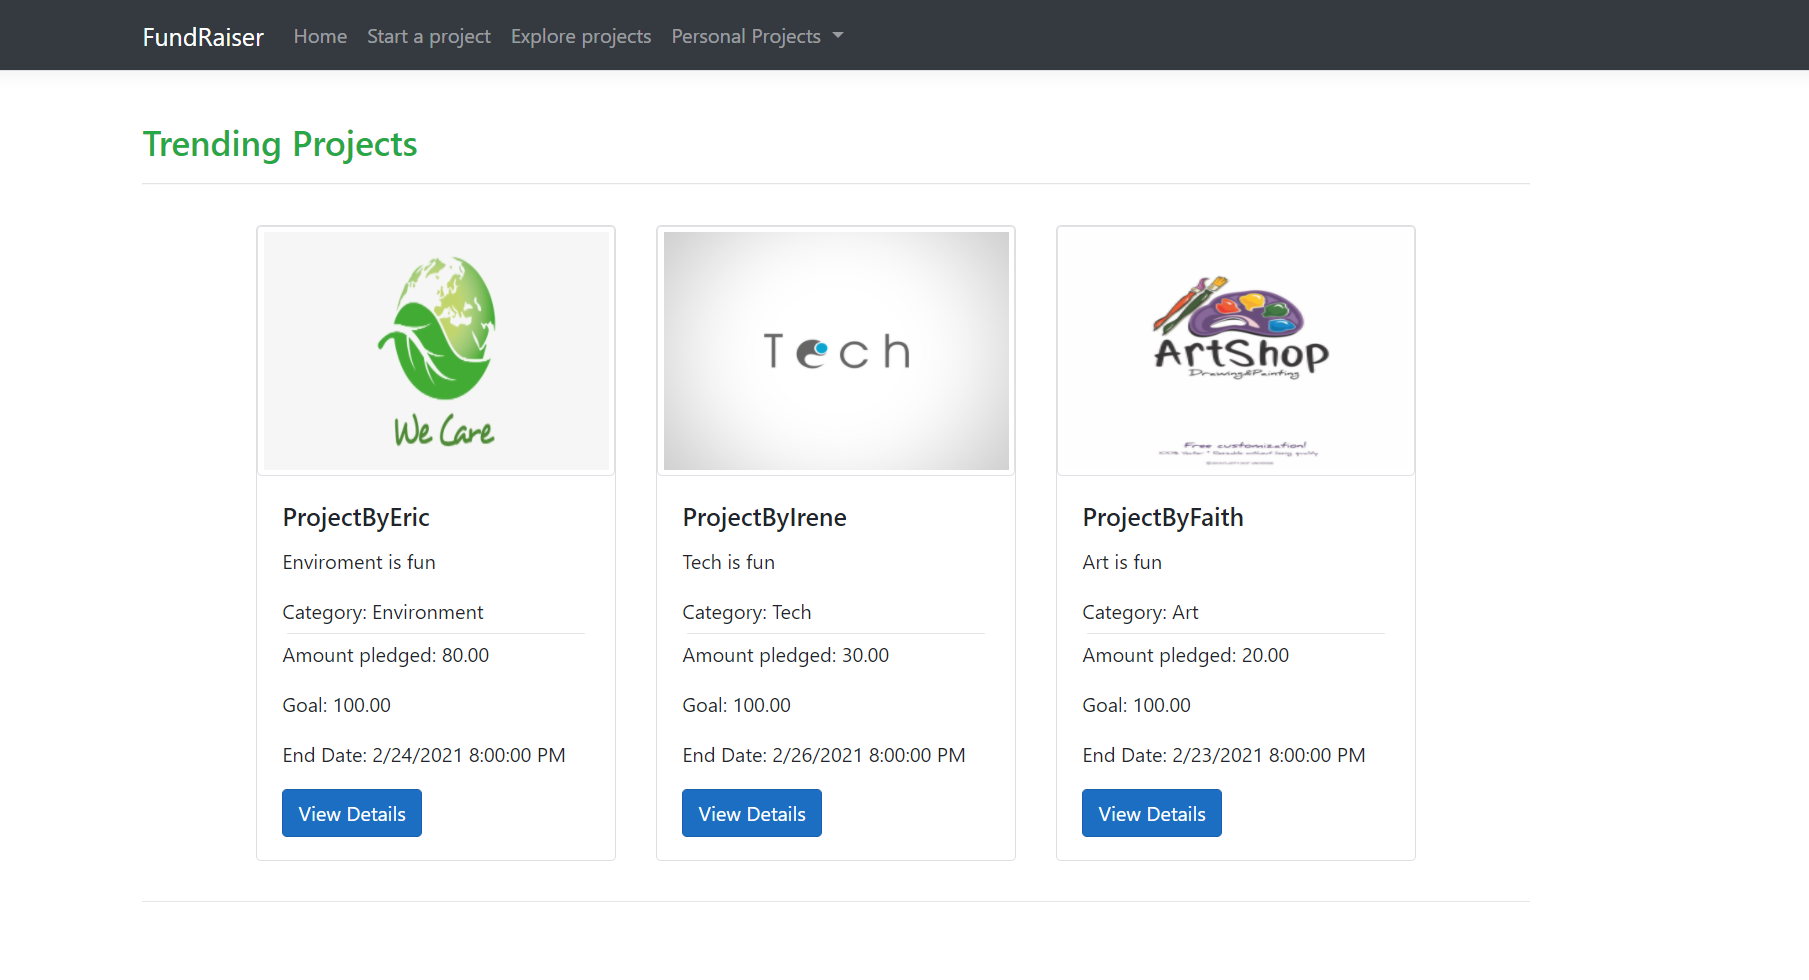 FundRaiser Home Start a project Explore projects Personal Projects
Trending Projects
We Care
Tech
ArtShop
Drawing&Painting
Free customization!
ProjectByEric
Enviroment is fun
Category: Environment
Amount pledged: 80.00
Goal: 100.00
End Date: 2/24/2021 8:00:00 PM
View Details
ProjectByIrene
Tech is fun
Category: Tech
Amount pledged: 30.00
Goal: 100.00
End Date: 2/26/2021 8:00:00 PM
View Details
ProjectByFaith
Art is fun
Category: Art
Amount pledged: 20.00
Goal: 100.00
End Date: 2/23/2021 8:00:00 PM
View Details